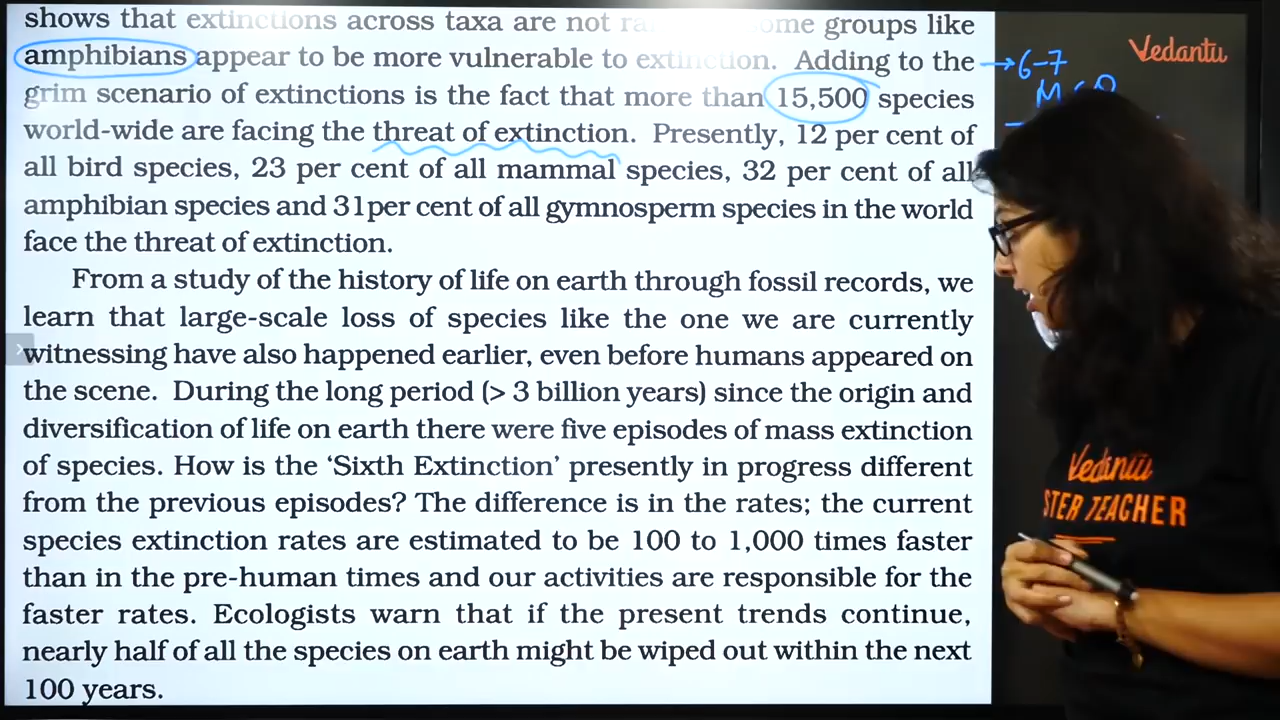 shows that extinctions across taxa are not groups like
amphibians appear to be more vulnerable to extinction. Adding to the
grim scenario of extinctions is the fact that more than 15,500 species
world-wide are facing the threat of extinction. Presently, 12 per cent of
all bird species, 23 per cent of all mammal species, 32 per cent of all
amphibian species and 31per cent of all gymnosperm species in the world
face the threat of extinction.
From a study of the history of life on earth through fossil records, we
learn that large-scale loss of species like the one we are currently
witnessing have also happened earlier, even before humans appeared on
the scene. During the long period (> 3 billion years) since the origin and
diversification of life on earth there were five episodes of mass extinction
of species. How is the ‘Sixth Extinction’ presently in progress different
from the previous episodes? The difference is in the rates; the current
species extinction rates are estimated to be 100 to 1,000 times faster
than in the pre-human times and our activities are responsible for the
faster rates. Ecologists warn that if the present trends continue,
nearly half of all the species on earth might be wiped out within the next
100 years.
→ 6-7
Vedantu
Vedantu
STER TEACHER